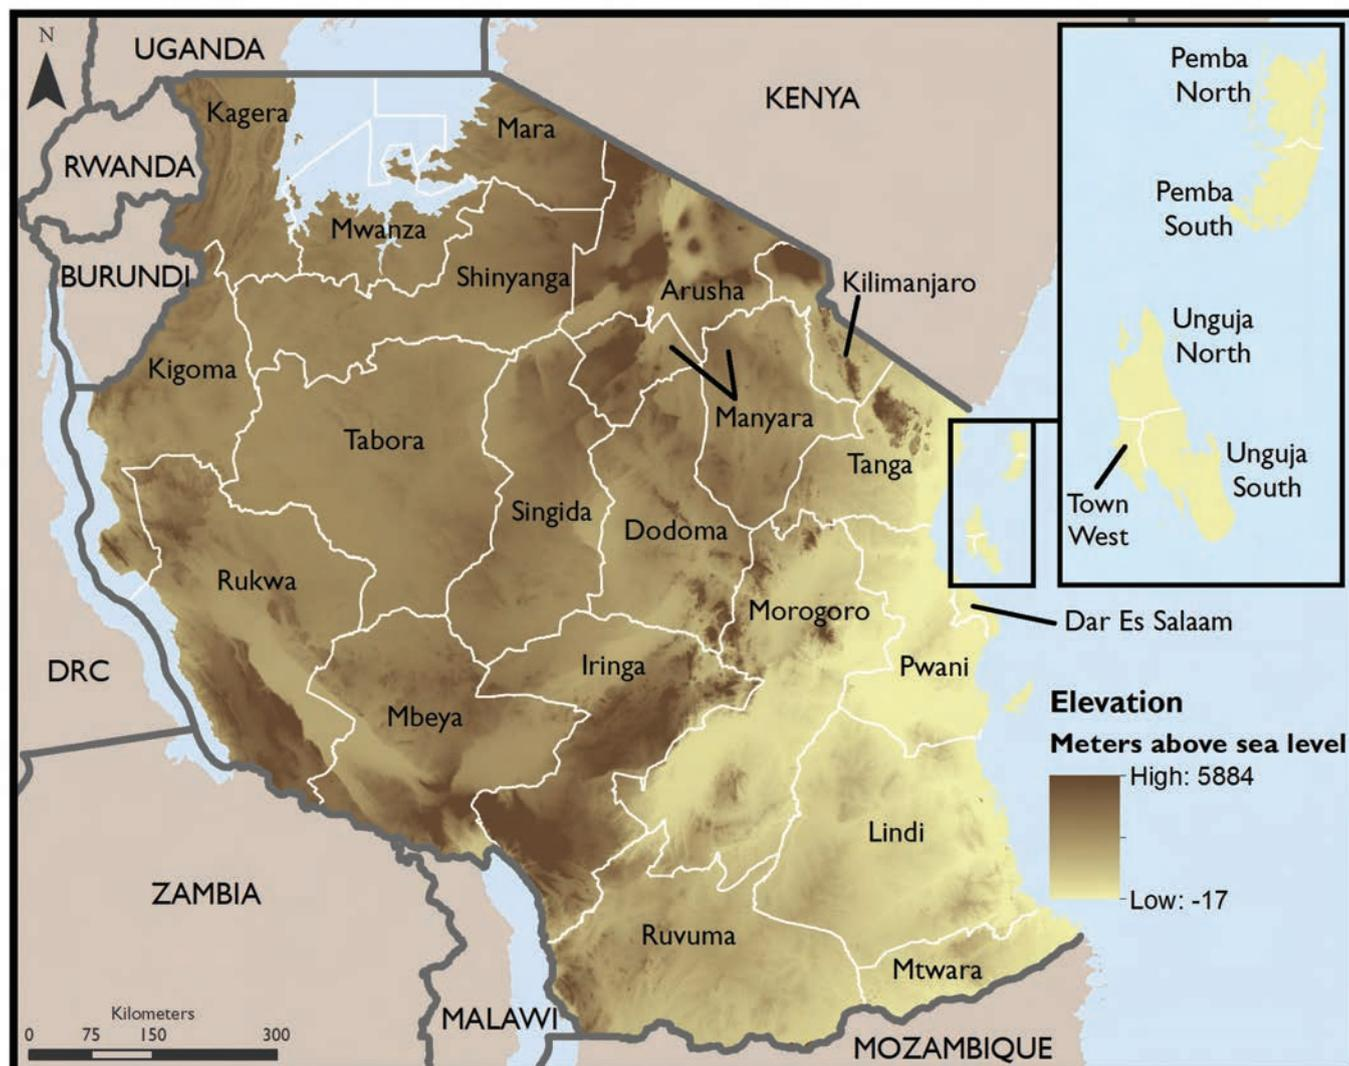 N
UGANDA
KENYA
Pemba
North
Kagera
Mara
RWANDA
Pemba
South
Mwanza
BURUNDI
Shinyanga
Arusha
Kilimanjaro
Unguja
North
Kigoma
Manyara
Tabora
Tanga
Unguja
South
Singida
Dodoma
Town
West
Rukwa
Morogoro
Dar Es Salaam
DRC
Iringa
Pwani
Mbeya
Elevation
Meters above sea level
High: 5884
Low: -17
Lindi
ZAMBIA
Ruvuma
Mtwara
MALAWI
MOZAMBIQUE
Kilometers
0 75 150 300